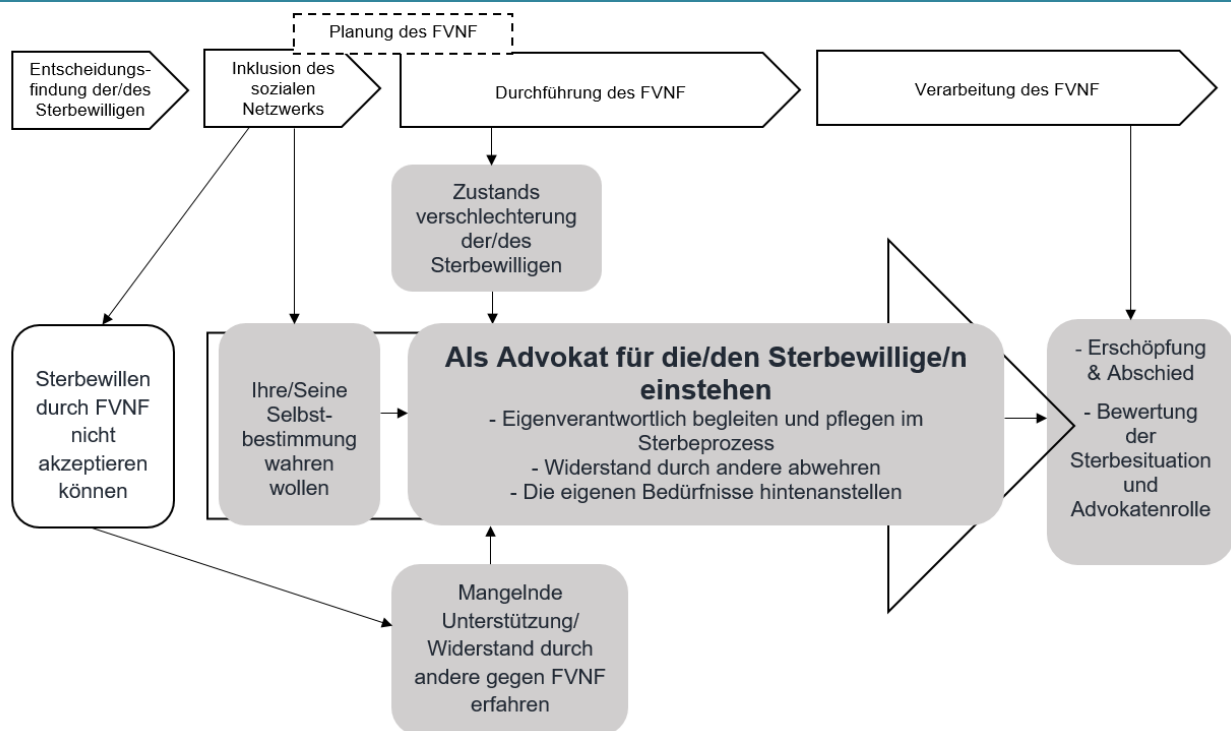 Planung des FVNF
Entscheidungs-
findung der/des
Sterbewilligen
Inklusion des
sozialen
Netzwerks
Durchführung des FVNF
Verarbeitung des FVNF
Zustands
verschlechterung
der/des
Sterbewilligen
Sterbewillen
durch FVNF
nicht
akzeptieren
können
Ihre/Seine
Selbst-
bestimmung
wahren
wollen
Als Advokat für die/den Sterbewillige/n
einstehen
- Eigenverantwortlich begleiten und pflegen im
Sterbeprozess
- Widerstand durch andere abwehren
- Die eigenen Bedürfnisse hintenanstellen
- Erschöpfung
& Abschied
- Bewertung
der
Sterbesituation
und
Advokatenrolle
Mangelnde
Unterstützung/
Widerstand durch
andere gegen FVNF
erfahren